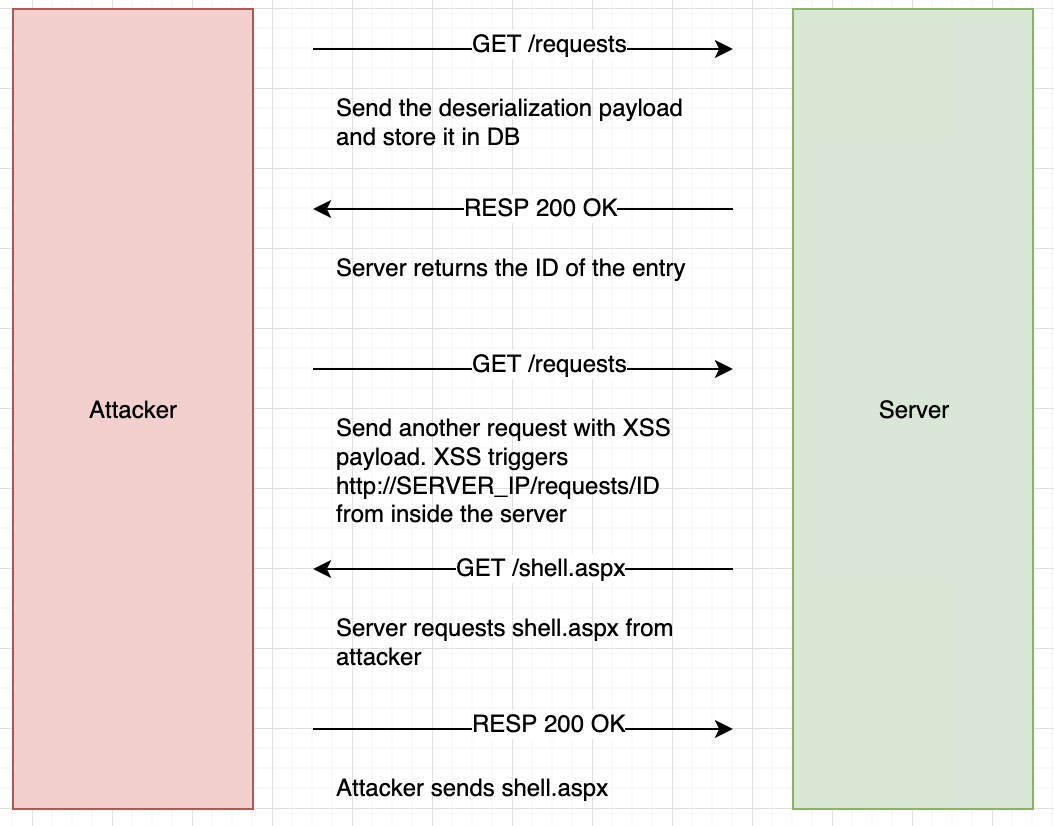 GET /requests
Send the deserialization payload
and store it in DB
RESP 200 OK
Server returns the ID of the entry
GET /requests
Attacker
Server
Send another request with XSS
payload. XSS triggers
http://SERVER_IP/requests/ID
from inside the server
GET /shell.aspx
Server requests shell.aspx from
attacker
RESP 200 OK
Attacker sends shell.aspx